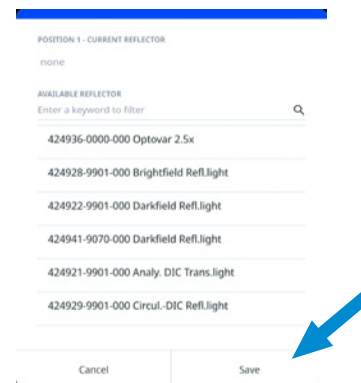 POSITION 1 - CURRENT REFLECTOR
none
AVAILABLE REFLECTOR
Enter a keyword to filter
424936-0000-000 Optovar 2.5x
424928-9901-000 Brightfield Refl.light
424922-9901-000 Darkfield Refl.light
424941-9070-000 Darkfield Refl.light
424921-9901-000 Analy. DIC Trans.light
424929-9901-000 Circul.-DIC Refl.light
Cancel Save